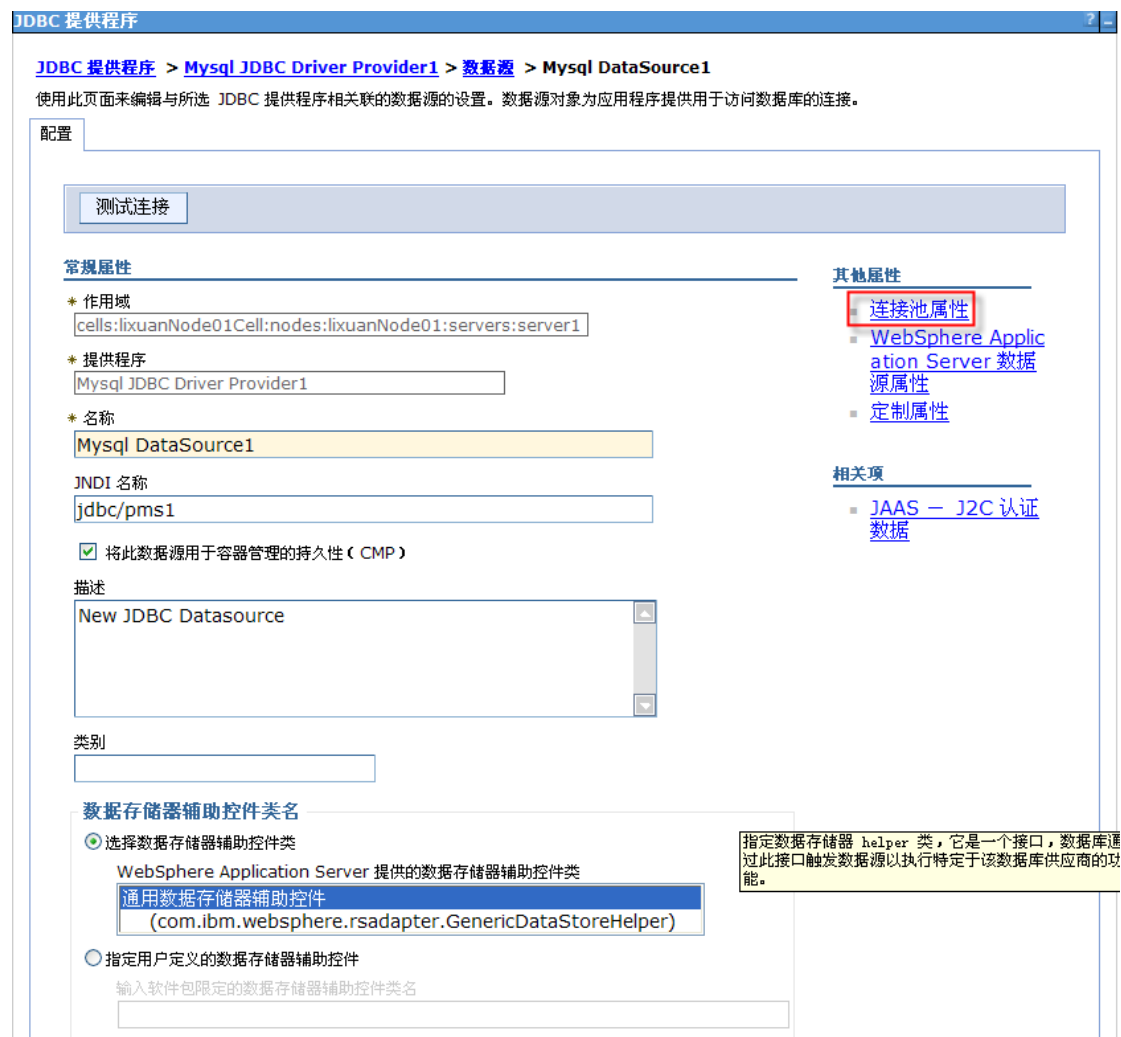 JDBC 提供程序
? -
JDBC 提供程序 > Mysql JDBC Driver Provider1 > 数据源 > Mysql DataSource1
使用此页面来编辑与所选 JDBC 提供程序相关联的数据源的设置。数据源对象为应用程序提供用于访问数据库的连接。
配置
测试连接
常规属性
* 作用域
cells:lixuanNode01Cell:nodes:lixuanNode01:servers:server1
* 提供程序
Mysql JDBC Driver Provider1
* 名称
Mysql DataSource1
JNDI 名称
jdbc/pms1
将此数据源用于容器管理的持久性(CMP)
描述
New JDBC Datasource
类别
数据存储器辅助控件类名
选择数据存储器辅助控件类
WebSphere Application Server 提供的数据存储器辅助控件类
通用数据存储器辅助控件
(com.ibm.websphere.rsadapter.GenericDataStoreHelper)
指定用户定义的数据存储器辅助控件
输入软件包限定的数据存储器辅助控件类名
其他属性
连接池属性
WebSphere Applic
ation Server 数据
源属性
定制属性
相关项
JAAS － J2C 认证
数据
指定数据存储器 helper 类，它是一个接口，数据库通
过此接口触发数据源以执行特定于该数据库供应商的功
能。